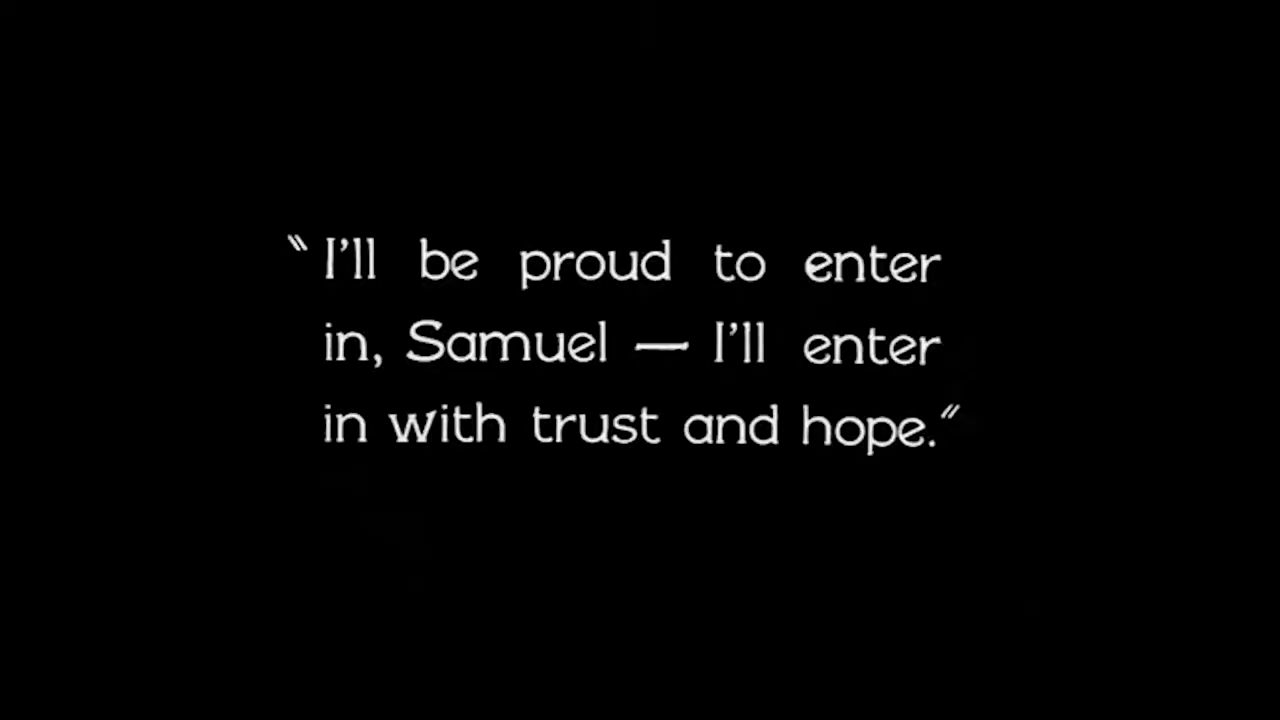 "I'll be proud to enter
in, Samuel — I'll enter
in with trust and hope."